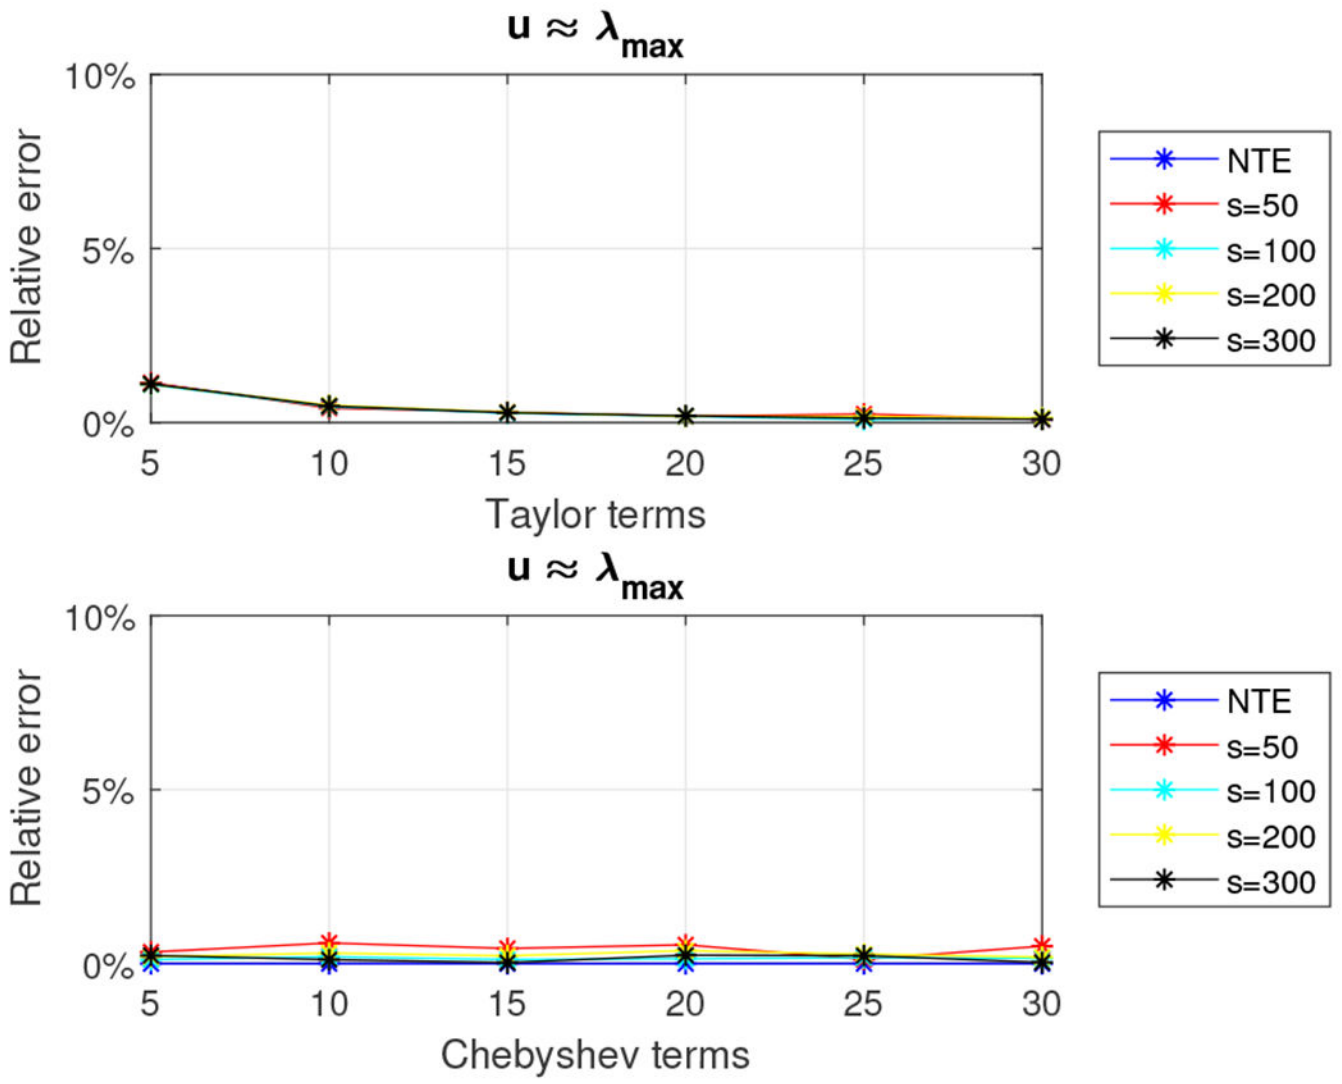 u ≈ λmax
10%
5%
0%
Relative error
5 10 15 20 25 30
Taylor terms
NTE
s=50
s=100
s=200
s=300
u ≈ λmax
10%
5%
0%
Relative error
5 10 15 20 25 30
Chebyshev terms
NTE
s=50
s=100
s=200
s=300